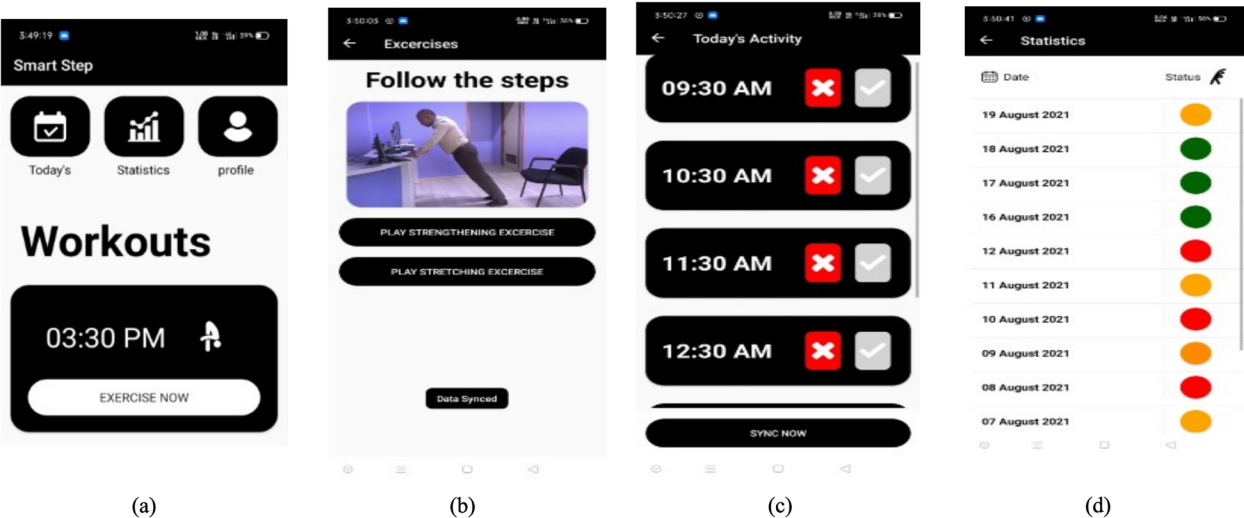 3:49:19
59%
Smart Step
Today's
Statistics
profile
Workouts
03:30 PM
EXERCISE NOW
(a)
3:50:05
Excercises
Follow the steps
PLAY STRENGTHENING EXCERCISE
PLAY STRETCHING EXCERCISE
Data Synced
(b)
3:50:27
Today's Activity
09:30 AM
10:30 AM
11:30 AM
12:30 AM
SYNC NOW
(c)
3:50:41
Statistics
Date Status
19 August 2021
18 August 2021
17 August 2021
16 August 2021
12 August 2021
11 August 2021
10 August 2021
09 August 2021
08 August 2021
07 August 2021
(d)